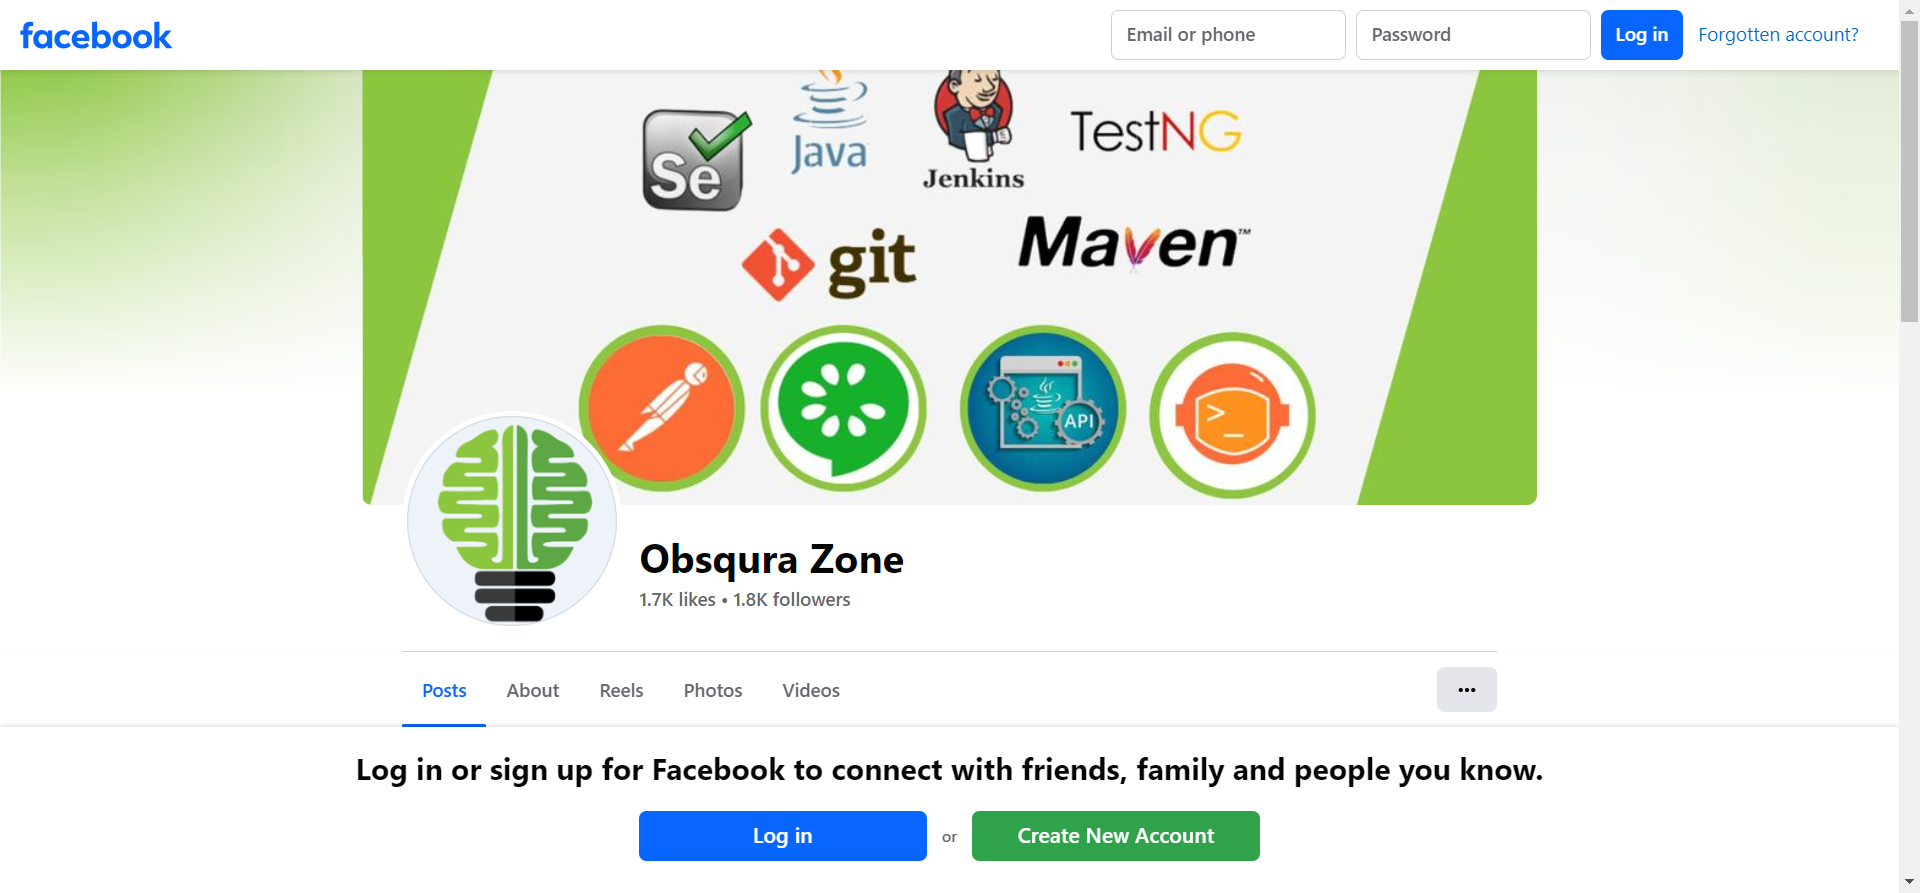 facebook
Email or phone
Password
Log in
Forgotten account?
Java
Jenkins
TestNG
Se
git
Maven™
API
>_
Obsqura Zone
1.7K likes • 1.8K followers
Posts
About
Reels
Photos
Videos
Log in or sign up for Facebook to connect with friends, family and people you know.
Log in
or
Create New Account